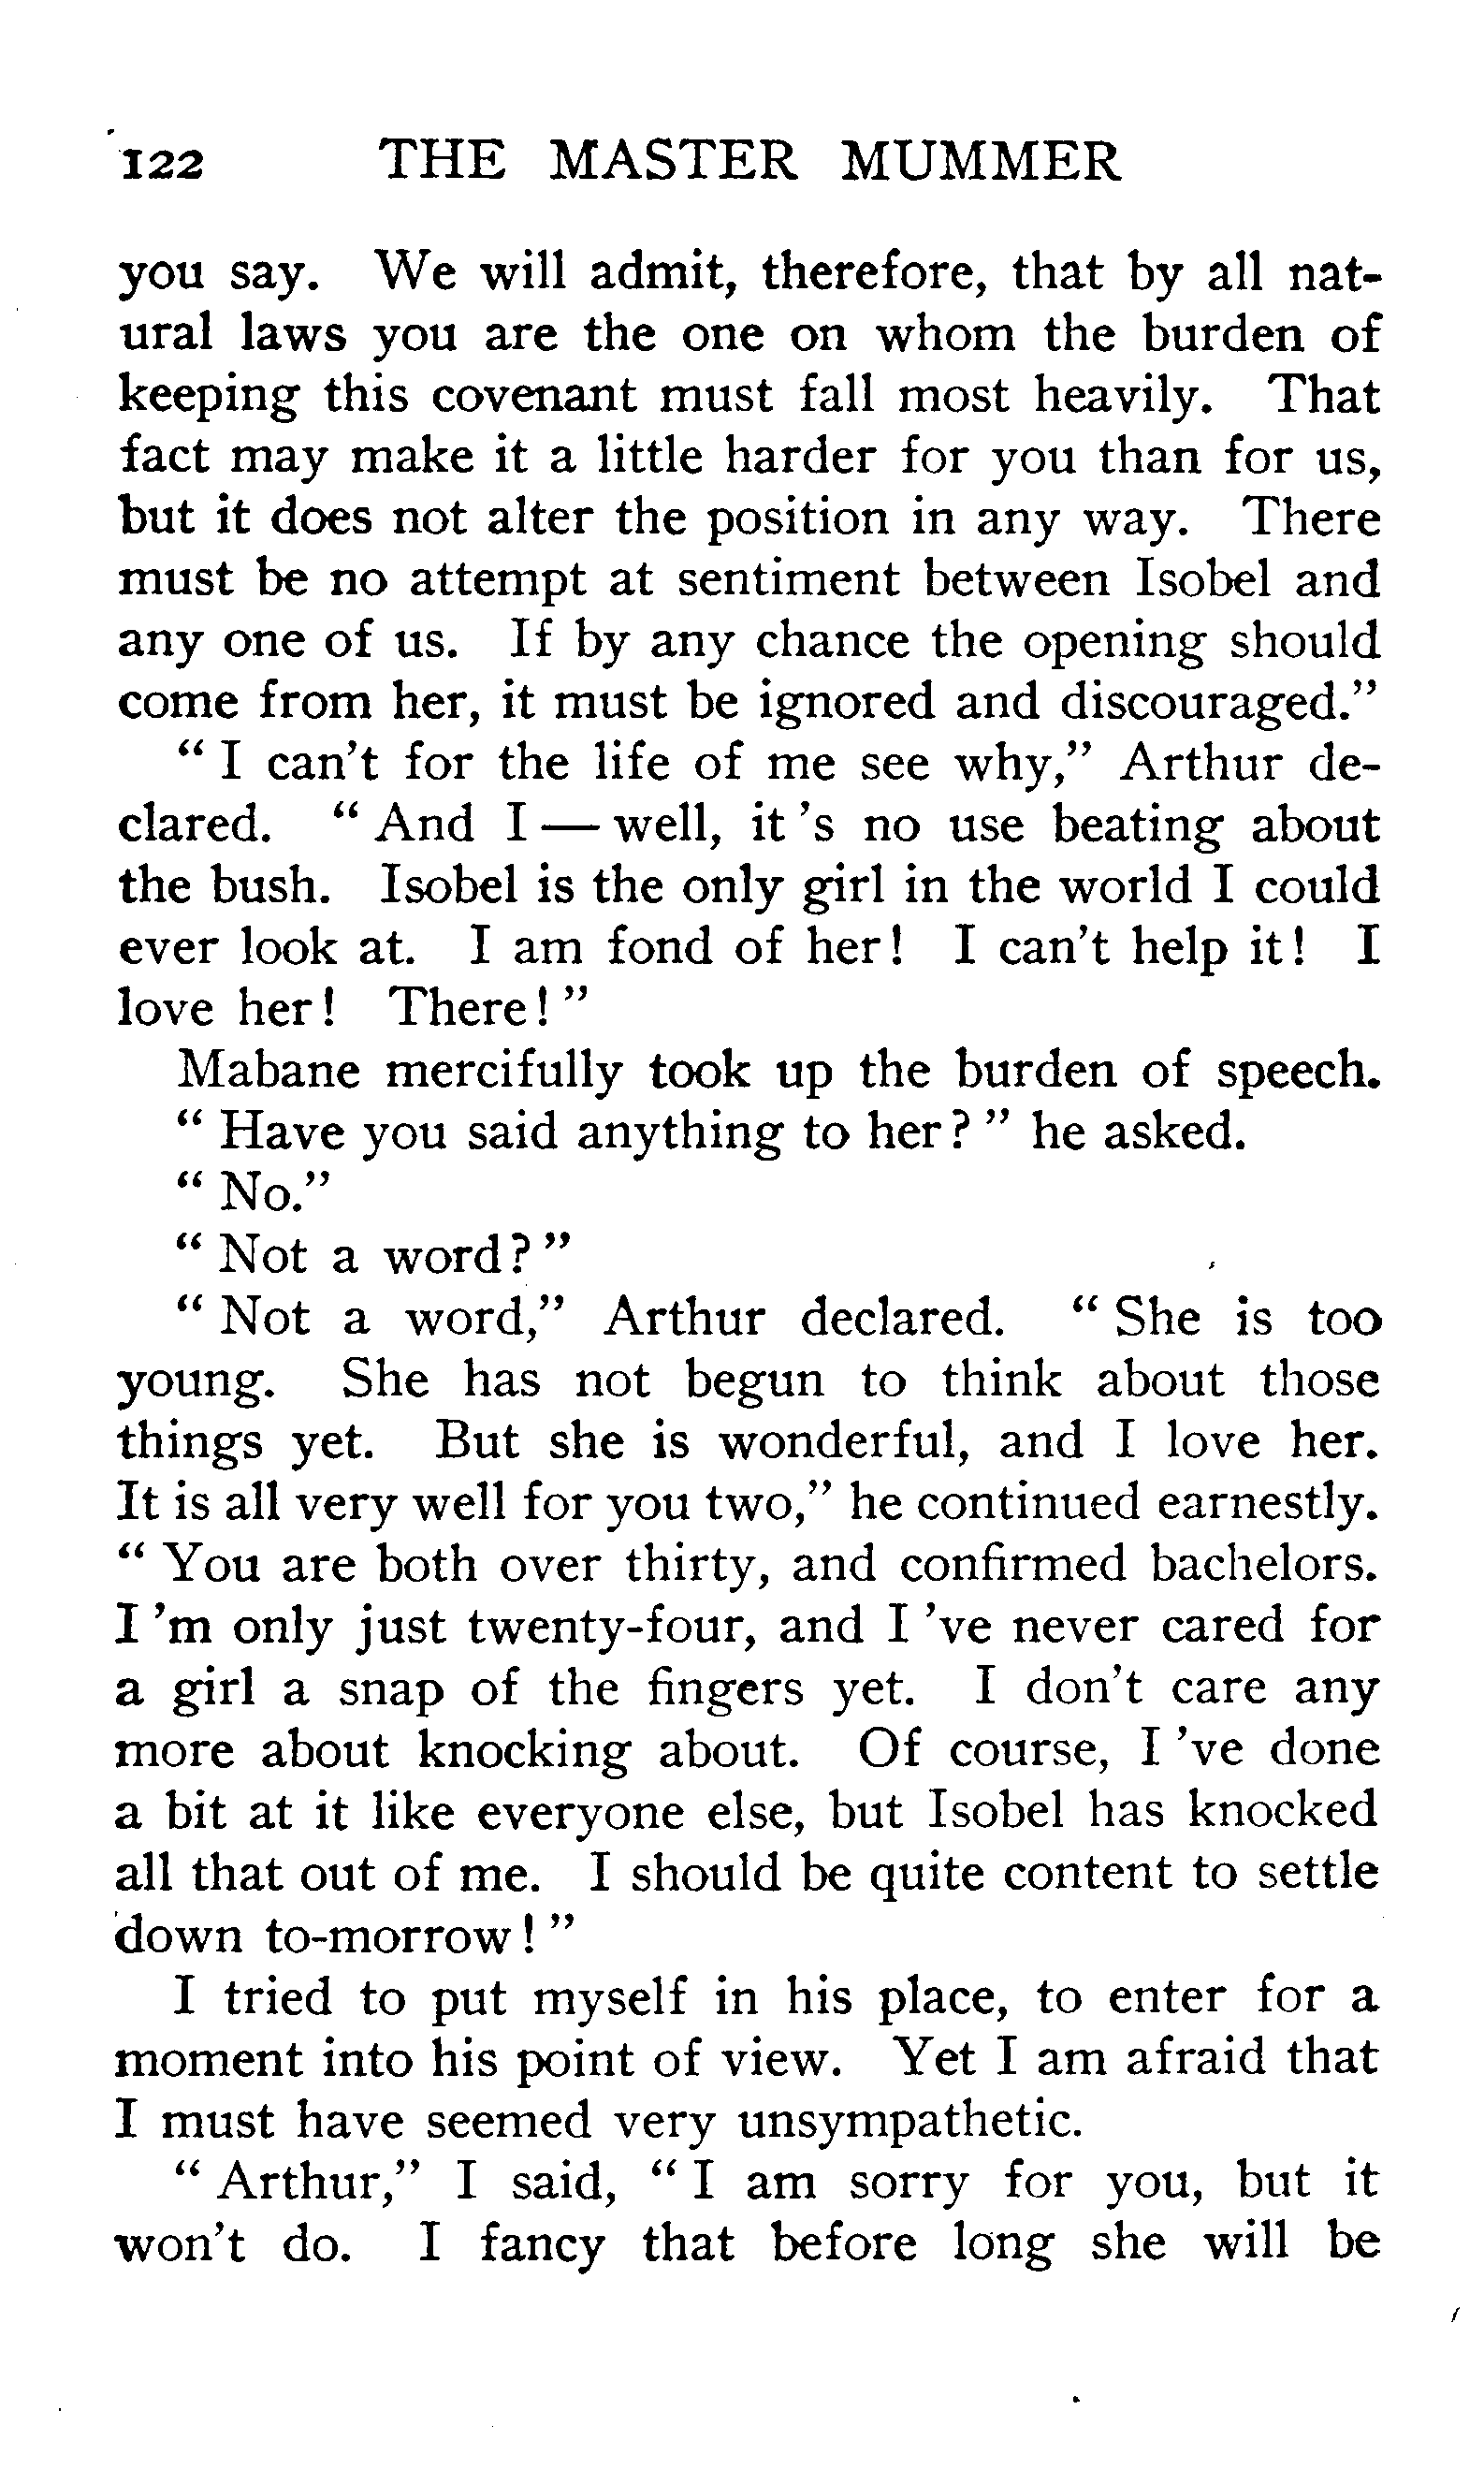 122 THE MASTER MUMMER
you say. We will admit, therefore, that by all nat-
ural laws you are the one on whom the burden of
keeping this covenant must fall most heavily. That
fact may make it a little harder for you than for us,
but it does not alter the position in any way. There
must be no attempt at sentiment between Isobel and
any one of us. If by any chance the opening should
come from her, it must be ignored and discouraged."
" I can't for the life of me see why," Arthur de-
clared. " And I — well, it 's no use beating about
the bush. Isobel is the only girl in the world I could
ever look at. I am fond of her! I can't help it! I
love her! There! "
Mabane mercifully took up the burden of speech.
" Have you said anything to her? " he asked.
" No."
" Not a word? "
" Not a word," Arthur declared. " She is too
young. She has not begun to think about those
things yet. But she is wonderful, and I love her.
It is all very well for you two," he continued earnestly.
" You are both over thirty, and confirmed bachelors.
I 'm only just twenty-four, and I 've never cared for
a girl a snap of the fingers yet. I don't care any
more about knocking about. Of course, I 've done
a bit at it like everyone else, but Isobel has knocked
all that out of me. I should be quite content to settle
down to-morrow! "
I tried to put myself in his place, to enter for a
moment into his point of view. Yet I am afraid that
I must have seemed very unsympathetic.
" Arthur," I said, " I am sorry for you, but it
won't do. I fancy that before long she will be